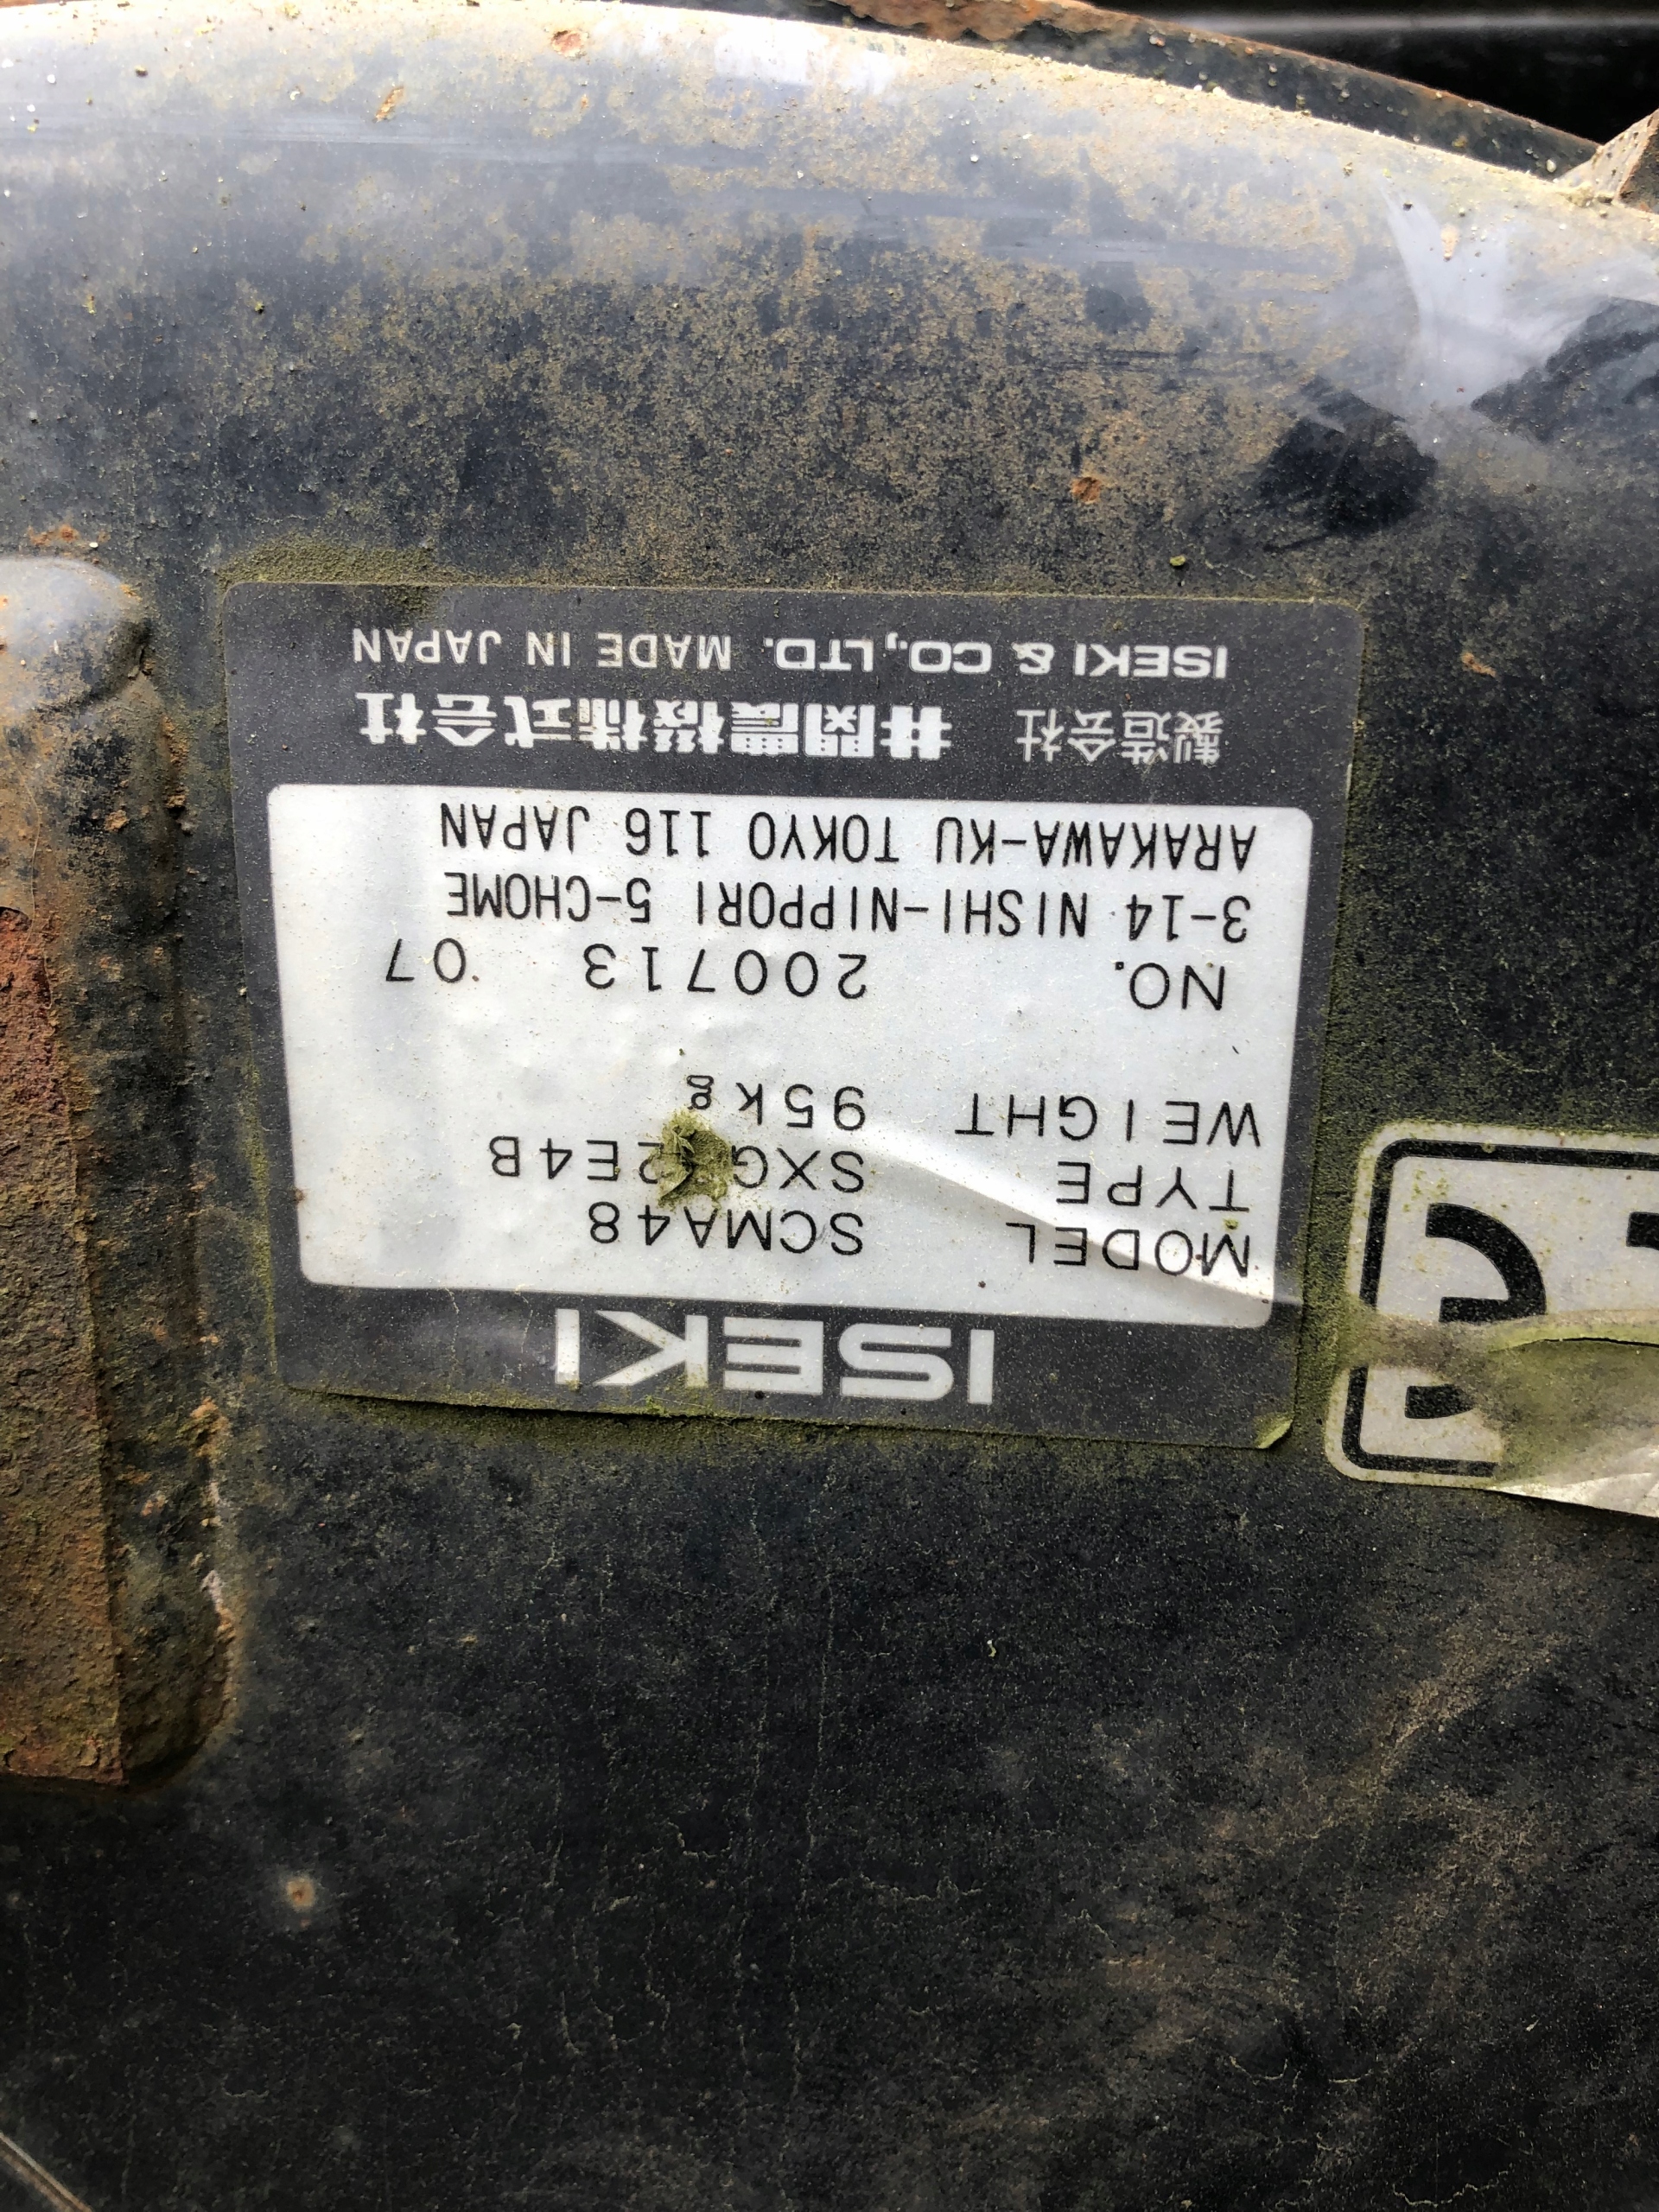 ISEKI
MODEL SCMA48
TYPE
WEIGHT 95kg
NO. 200713 '07
3-14 NISHI-NIPPORI 5-CHOME
ARAKAWA-KU TOKYO 116 JAPAN
製造会社 井関農機株式会社
ISEKI & CO.,LTD. MADE IN JAPAN